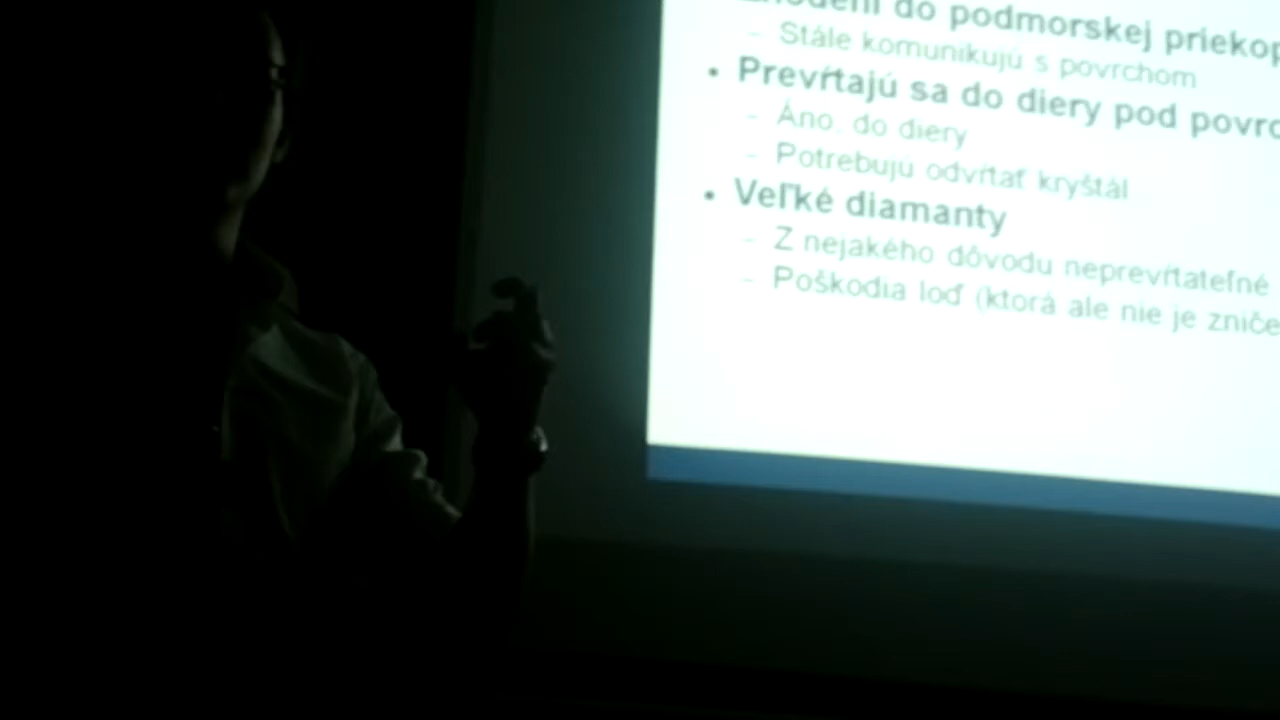 do podmorskej
– Stále komunikujú s povrchom
• Prevŕtajú sa do diery pod
– Áno, do diery
– Potrebujú odvŕtať kryštál
• Veľké diamanty
– Z nejakého dôvodu neprevŕtateľné
– Poškodia loď (ktorá ale nie je